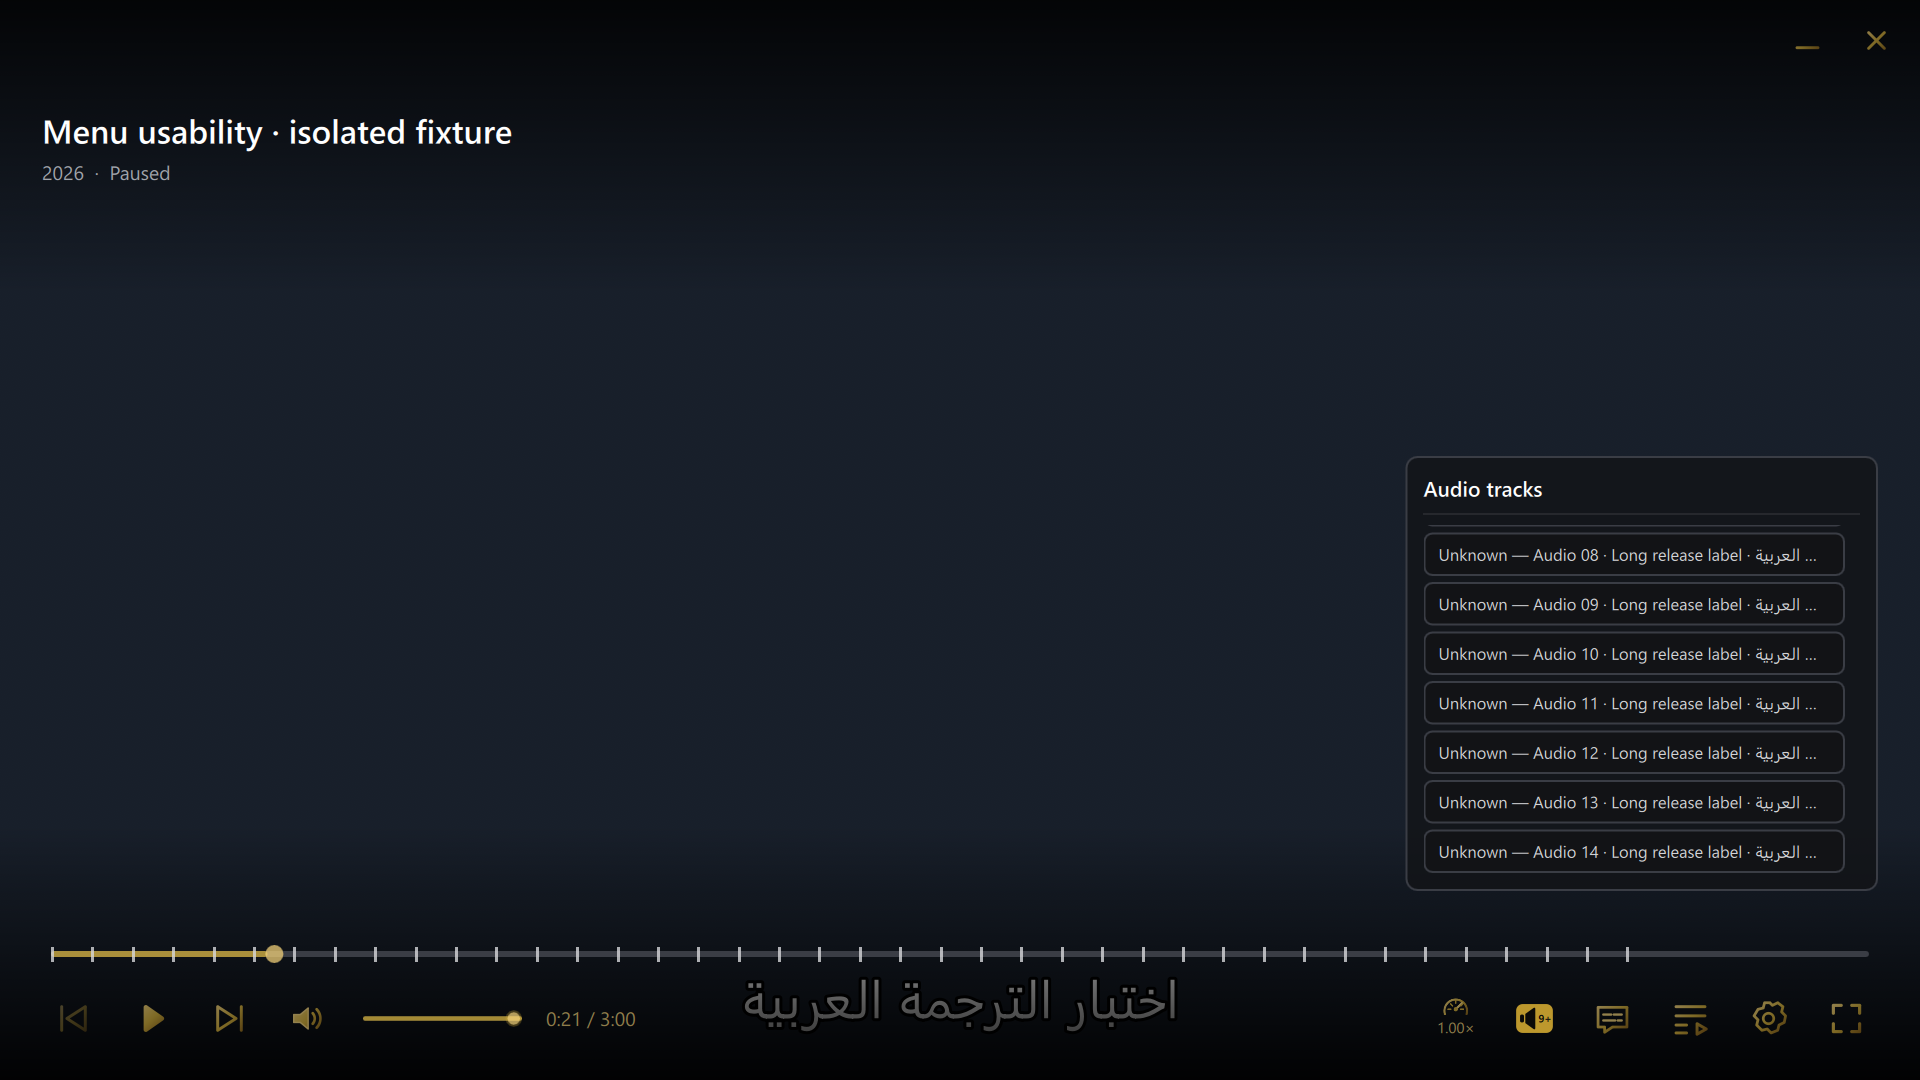 Menu usability · isolated fixture
2026 · Paused
Audio tracks
Unknown — Audio 08 · Long release label · العربية ...
Unknown — Audio 09 · Long release label · العربية ...
Unknown — Audio 10 · Long release label · العربية ...
Unknown — Audio 11 · Long release label · العربية ...
Unknown — Audio 12 · Long release label · العربية ...
Unknown — Audio 13 · Long release label · العربية ...
Unknown — Audio 14 · Long release label · العربية ...
اختبار الترجمة العربية
0:21 / 3:00
1.00×
9+